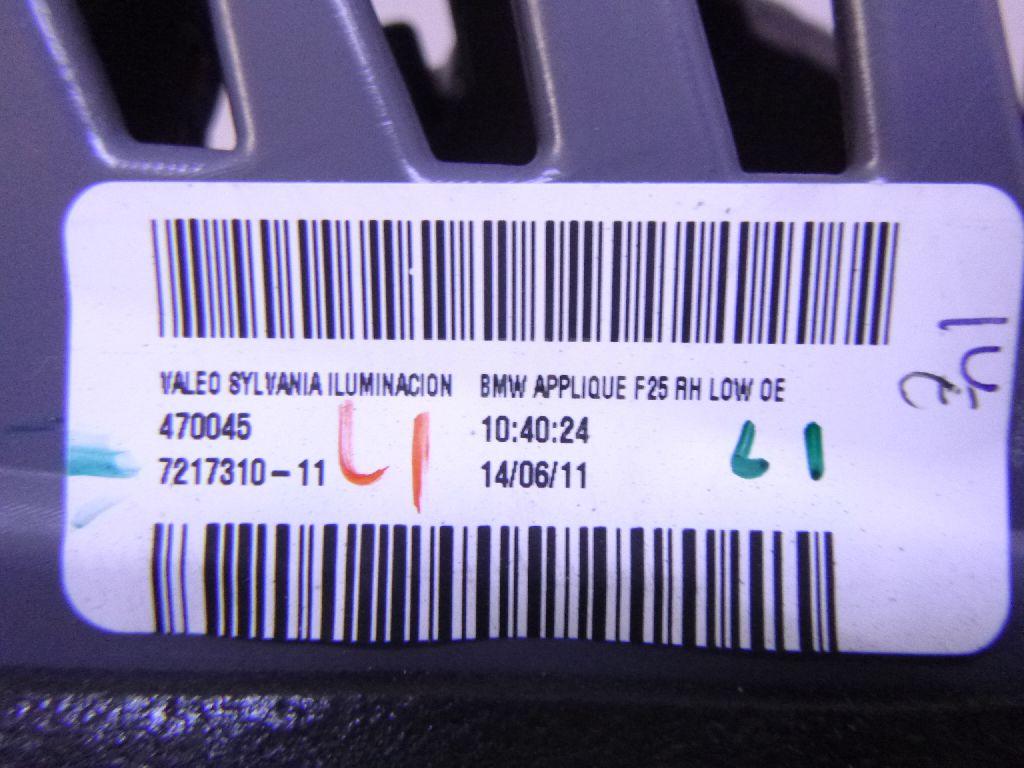 VALEO SYLVANIA ILUMINACION BMW APPLIQUE F25 RH LOW OE
470045 10:40:24
7217310-11 14/06/11